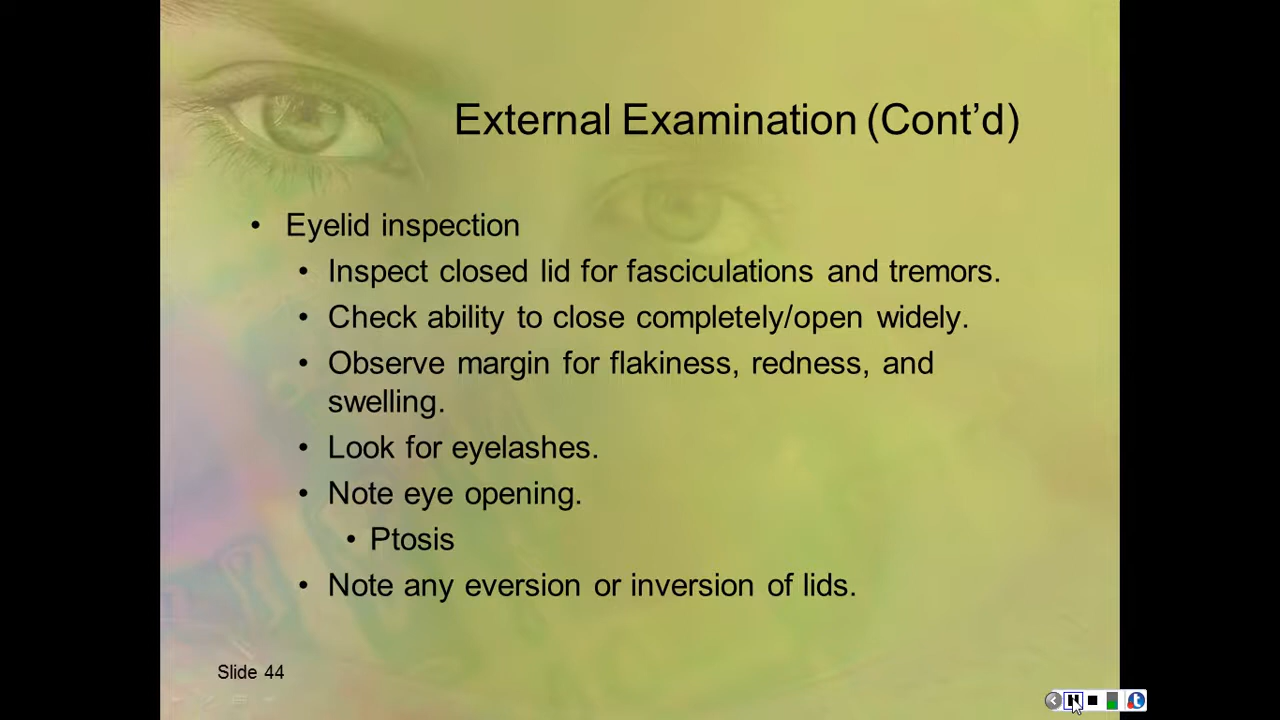 External Examination (Cont’d)
• Eyelid inspection
• Inspect closed lid for fasciculations and tremors.
• Check ability to close completely/open widely.
• Observe margin for flakiness, redness, and
swelling.
• Look for eyelashes.
• Note eye opening.
• Ptosis
• Note any eversion or inversion of lids.
Slide 44
t